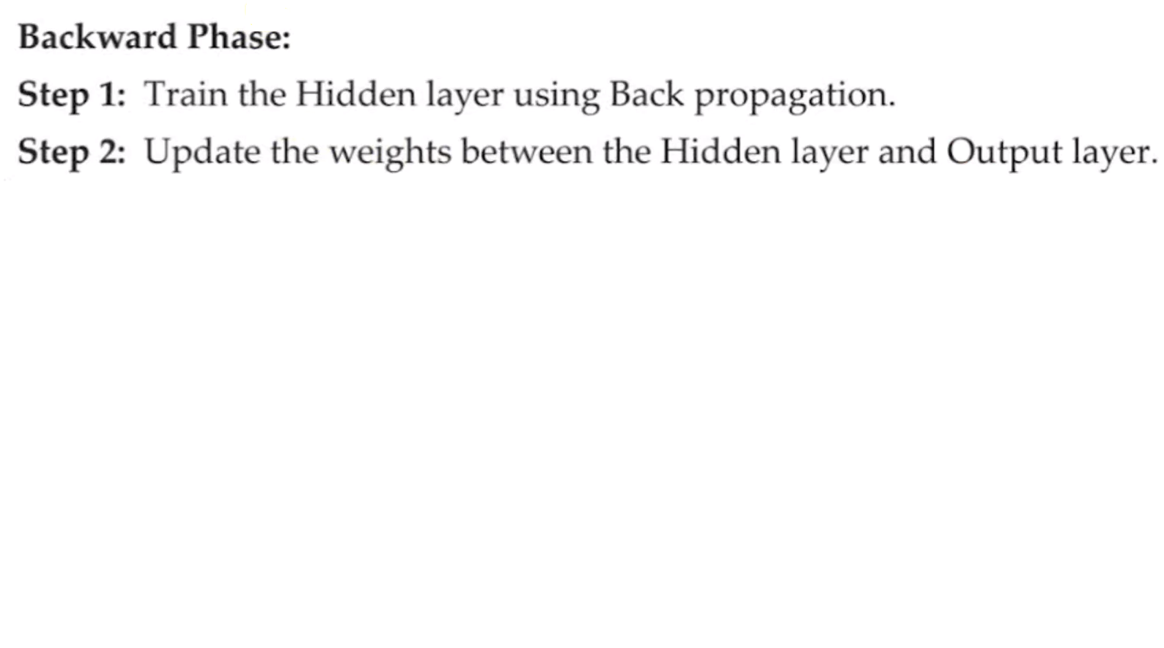 Backward Phase:
Step 1: Train the Hidden layer using Back propagation.
Step 2: Update the weights between the Hidden layer and Output layer.